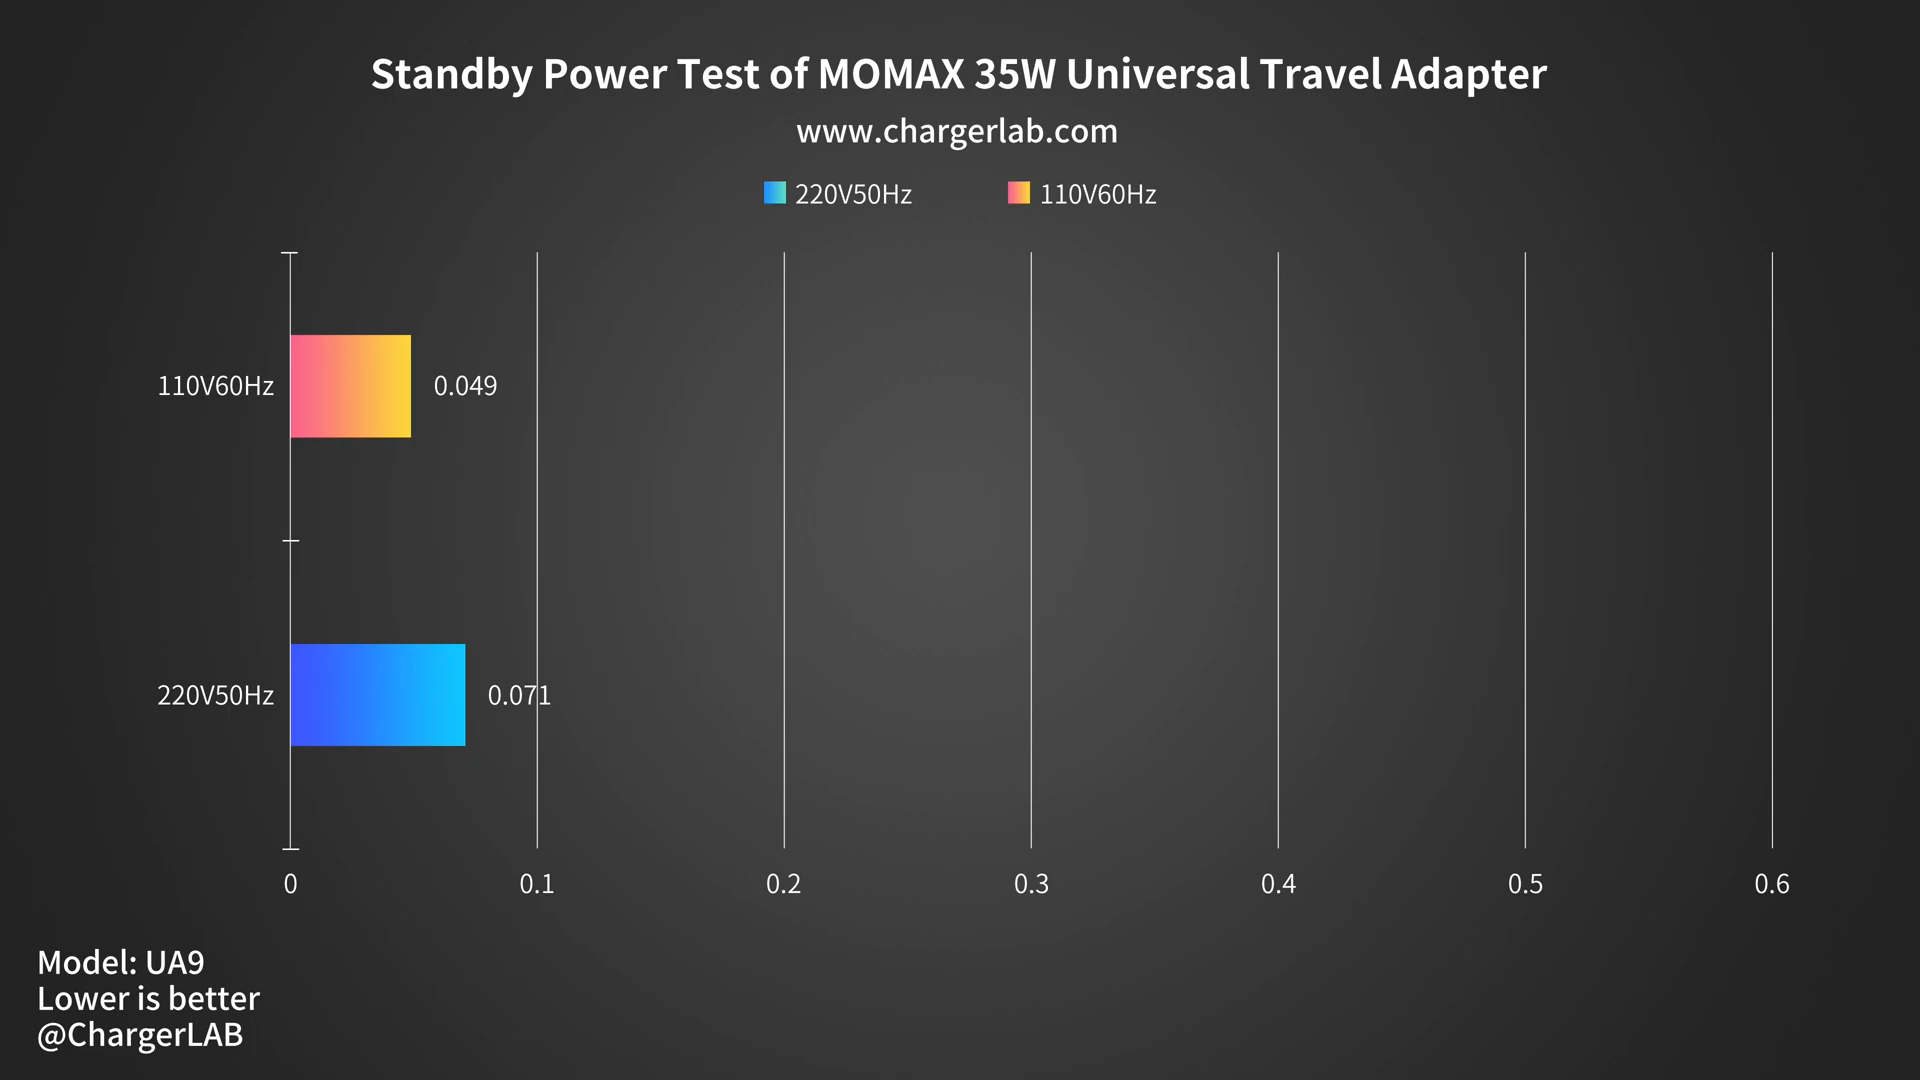 Standby Power Test of MOMAX 35W Universal Travel Adapter
www.chargerlab.com
220V50Hz 110V60Hz
110V60Hz 0.049
220V50Hz 0.071
0 0.1 0.2 0.3 0.4 0.5 0.6
Model: UA9
Lower is better
@ChargerLAB